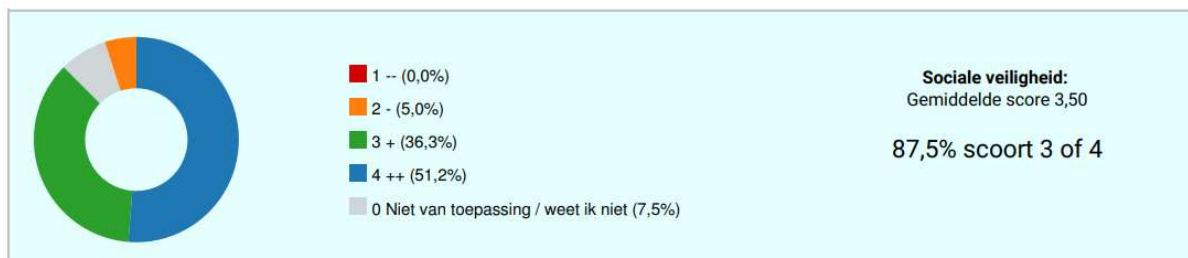 1 -- (0,0%)
2 - (5,0%)
3 + (36,3%)
4 ++ (51,2%)
0 Niet van toepassing / weet ik niet (7,5%)
Sociale veiligheid:
Gemiddelde score 3,50
87,5% scoort 3 of 4